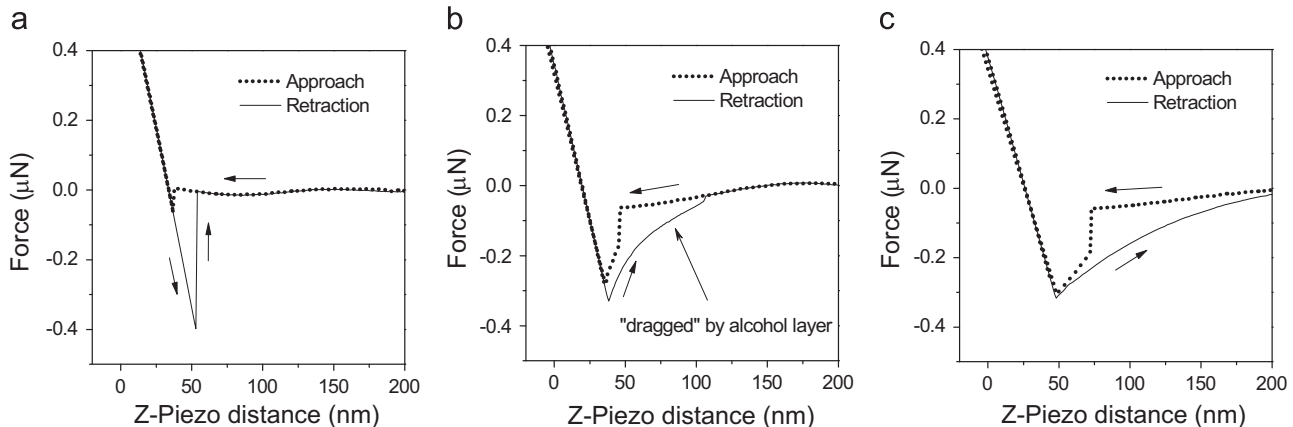 a
0.4
0.2
0.0
-0.2
-0.4
Force (μN)
0 50 100 150 200
Z-Piezo distance (nm)
Approach
Retraction
b
0.4
0.2
0.0
-0.2
-0.4
Force (μN)
0 50 100 150 200
Z-Piezo distance (nm)
Approach
Retraction
"dragged" by alcohol layer
c
0.4
0.2
0.0
-0.2
-0.4
Force (μN)
0 50 100 150 200
Z-Piezo distance (nm)
Approach
Retraction